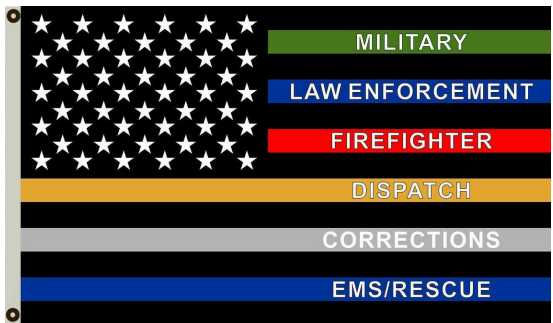 MILITARY
LAW ENFORCEMENT
FIREFIGHTER
DISPATCH
CORRECTIONS
EMS/RESCUE